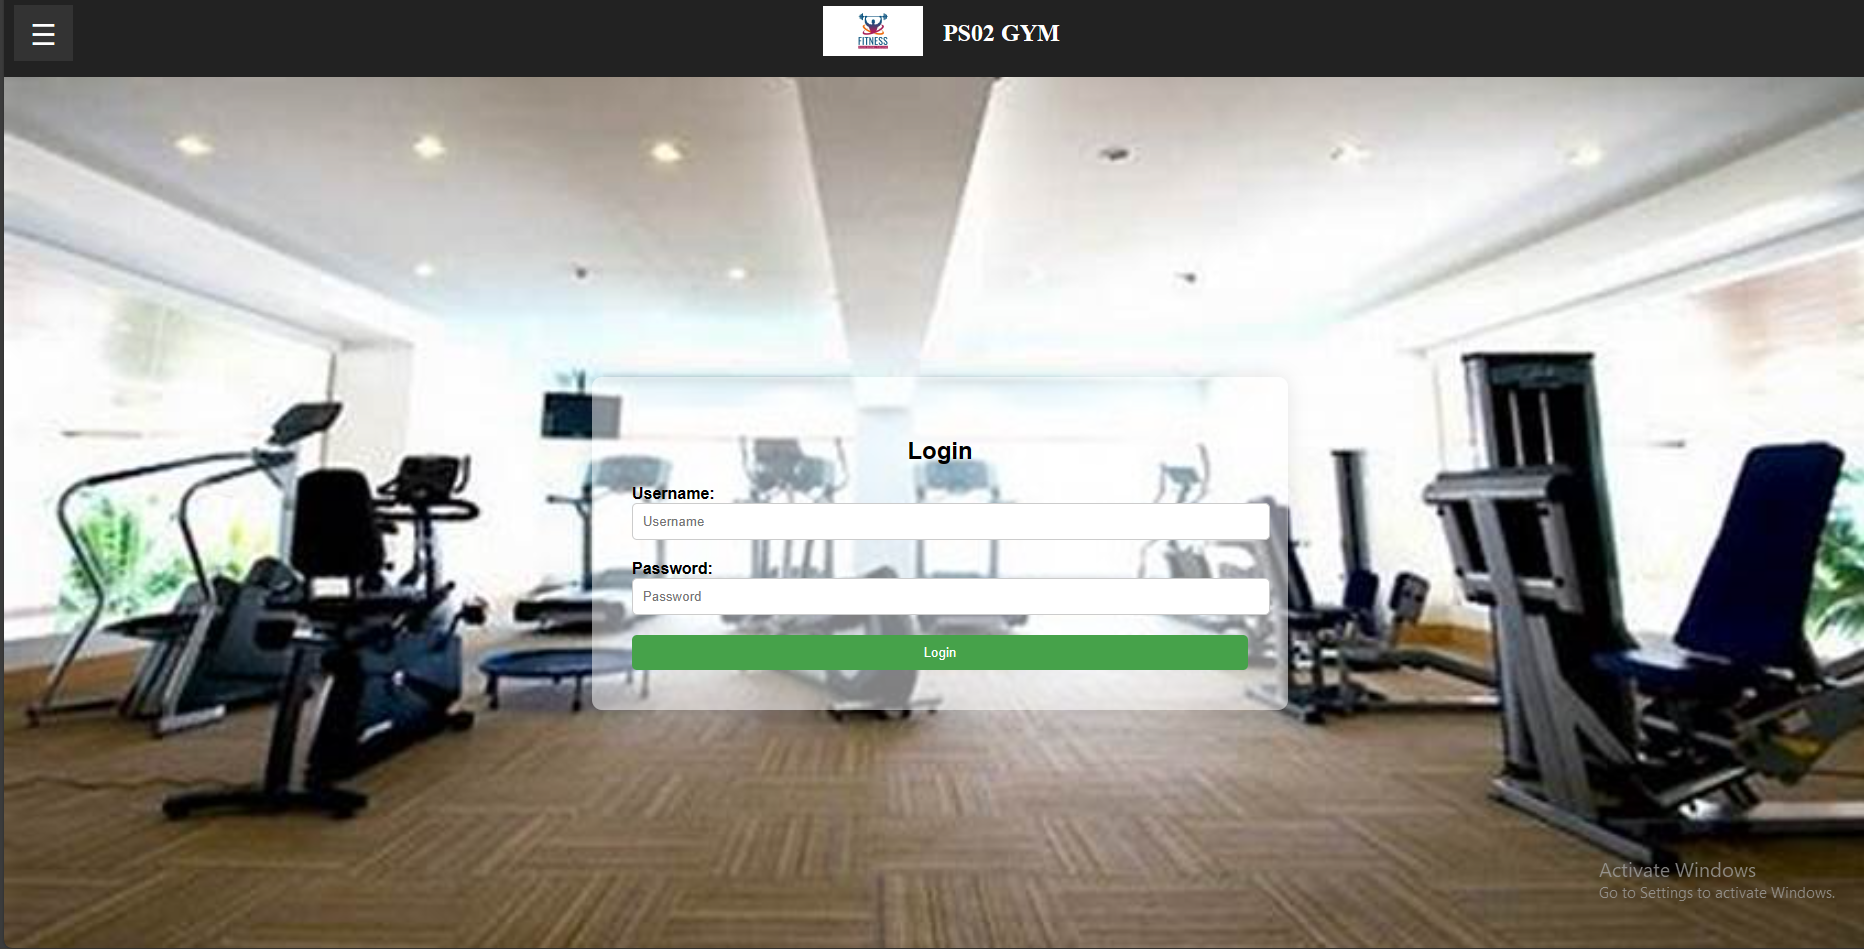 ☰
FITNESS
PS02 GYM
Login
Username:
Username
Password:
Password
Login
Activate Windows
Go to Settings to activate Windows.